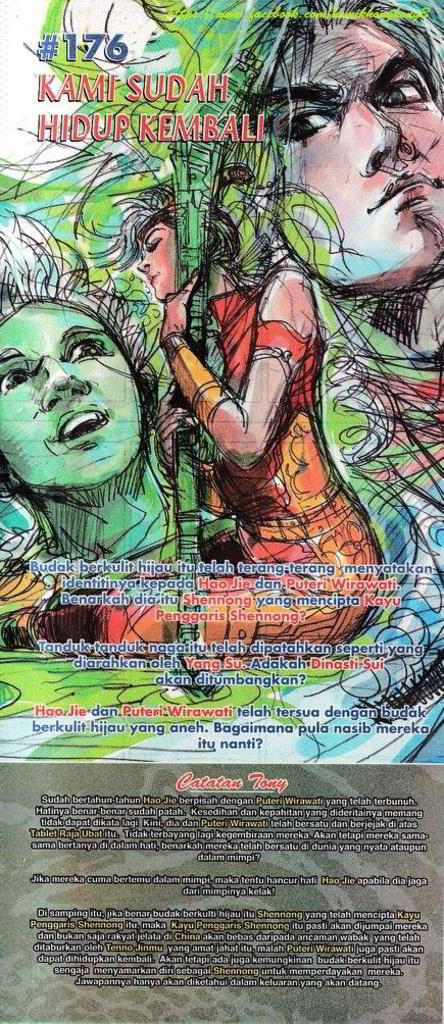 #176
KAMI SUDAH
HIDUP KEMBALI
Budak berkulit hijau itu telah terang-terang menyatakan
identitinya kepada Hao Jie dan Puteri Wirawati.
Benarkah dia itu Shennong yang mencipta Kayu
Penggaris Shennong?
Tanduk-tanduk naga itu telah dipatahkan seperti yang
diarahkan oleh Yang Su. Adakah Dinasti Sui
akan ditumbangkan?
Hao Jie dan Puteri Wirawati telah tersua dengan budak
berkulit hijau yang aneh. Bagaimana pula nasib mereka
itu nanti?
Catatan Tony
Sudah bertahun-tahun Hao Jie berpisah dengan Puteri Wirawati yang telah terbunuh.
Hatinya benar-benar sudah patah. Kesedihan dan kepahitan yang dideritainya memang
tidak dapat dikata lagi. Kini, dia dan Puteri Wirawati telah bersatu dan berjejak di atas
Tablet Raja Ubat itu. Tidak terbayang lagi kegembiraan mereka. Akan tetapi mereka sama-
sama bertanya di dalam hati, benarkah mereka telah bersatu di dunia yang nyata ataupun
dalam mimpi?
Jika mereka cuma bertemu dalam mimpi, maka tentu hancur hati Hao Jie apabila dia jaga
dari mimpinya kelak!
Di samping itu, jika benar budak berkulti hijau itu Shennong yang telah mencipta Kayu
Penggaris Shennong itu, maka Kayu Penggaris Shennong itu pasti akan dijumpai mereka
dan bukan saja rakyat jelata di China akan bebas daripada ancaman wabak yang telah
ditaburkan oleh Tenno Jinmu yang amat jahat itu, malah Puteri Wirawati juga pasti akan
dapat dihidupkan kembali. Akan tetapi ada juga kemungkinan budak berkulit hijau itu
sengaja menyamarkan diri sebagai Shennong untuk memperdayakan mereka.
Jawapannya hanya akan diketahui dalam keluaran yang akan datang.